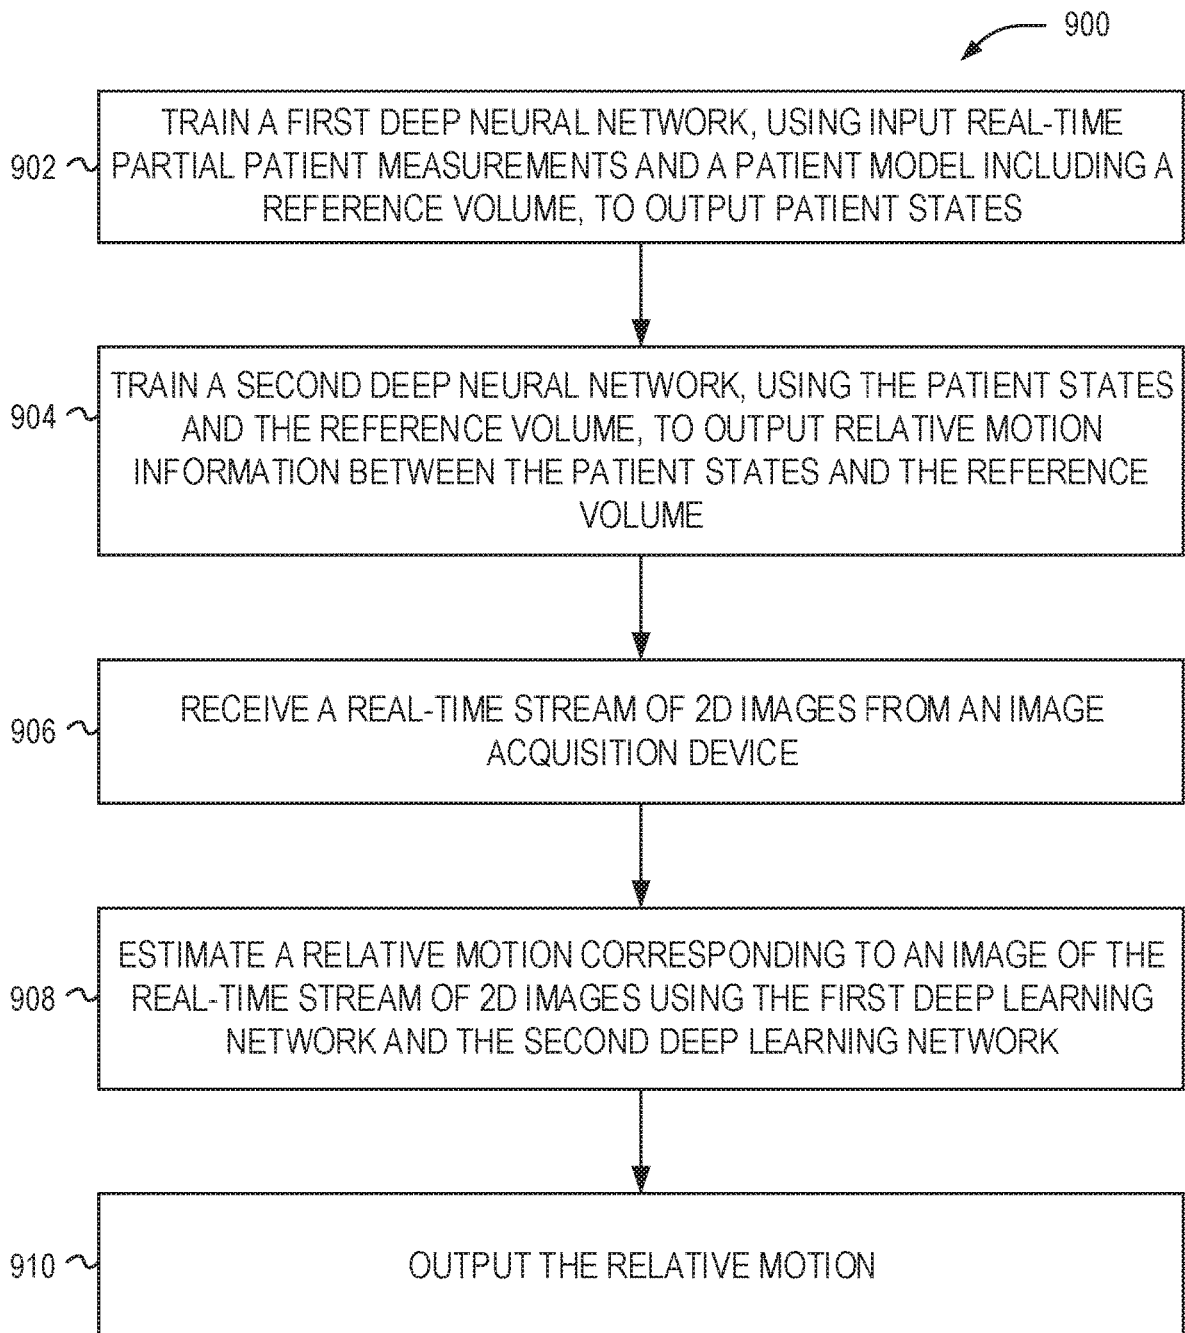 900
902
TRAIN A FIRST DEEP NEURAL NETWORK, USING INPUT REAL-TIME
PARTIAL PATIENT MEASUREMENTS AND A PATIENT MODEL INCLUDING A
REFERENCE VOLUME, TO OUTPUT PATIENT STATES
904
TRAIN A SECOND DEEP NEURAL NETWORK, USING THE PATIENT STATES
AND THE REFERENCE VOLUME, TO OUTPUT RELATIVE MOTION
INFORMATION BETWEEN THE PATIENT STATES AND THE REFERENCE
VOLUME
906
RECEIVE A REAL-TIME STREAM OF 2D IMAGES FROM AN IMAGE
ACQUISITION DEVICE
908
ESTIMATE A RELATIVE MOTION CORRESPONDING TO AN IMAGE OF THE
REAL-TIME STREAM OF 2D IMAGES USING THE FIRST DEEP LEARNING
NETWORK AND THE SECOND DEEP LEARNING NETWORK
910
OUTPUT THE RELATIVE MOTION